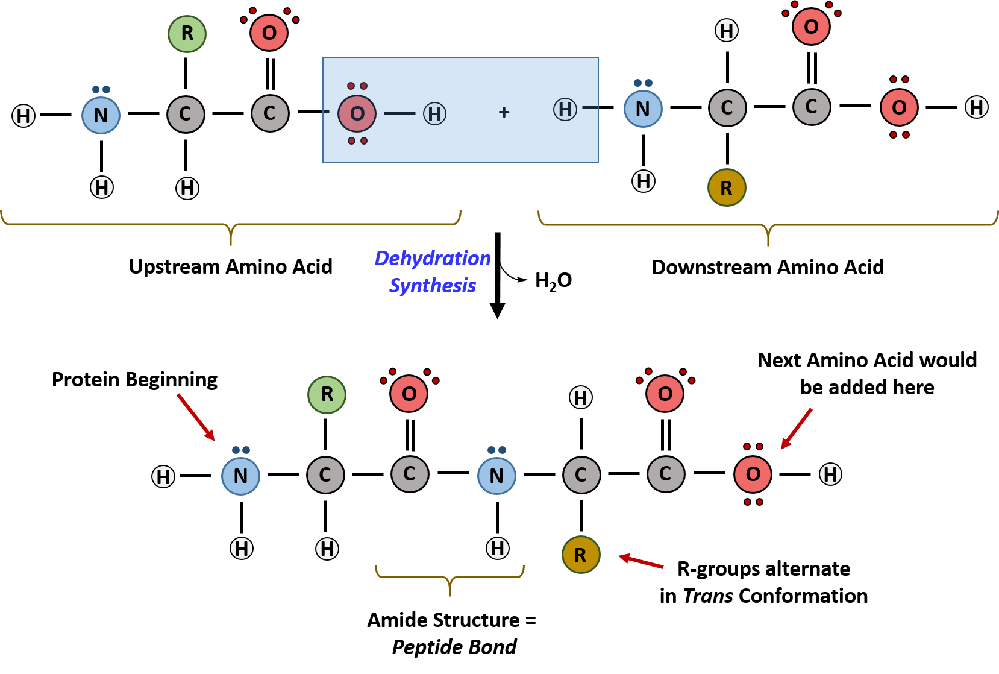 R O H O
H N C C O H + H N C C O H
H H H R
Upstream Amino Acid
Downstream Amino Acid
Dehydration
Synthesis
H₂O
Protein Beginning
Next Amino Acid would
be added here
R O H O
H N C C N C C O H
H H H R
R-groups alternate
in Trans Conformation
Amide Structure =
Peptide Bond